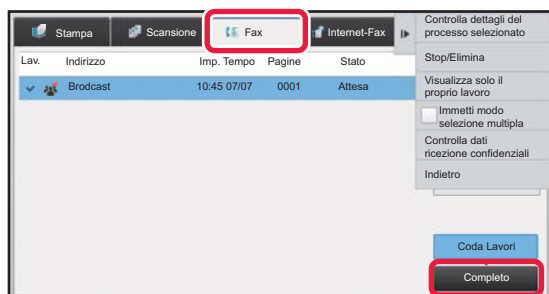 Stampa Scansione Fax Internet-Fax
Lav. Indirizzo Imp. Tempo Pagine Stato
Brodcast 10:45 07/07 0001 Attesa
Controlla dettagli del
processo selezionato
Stop/Elimina
Visualizza solo il
proprio lavoro
Immetti modo
selezione multipla
Controlla dati
ricezione confidenziali
Indietro
Coda Lavori
Completo